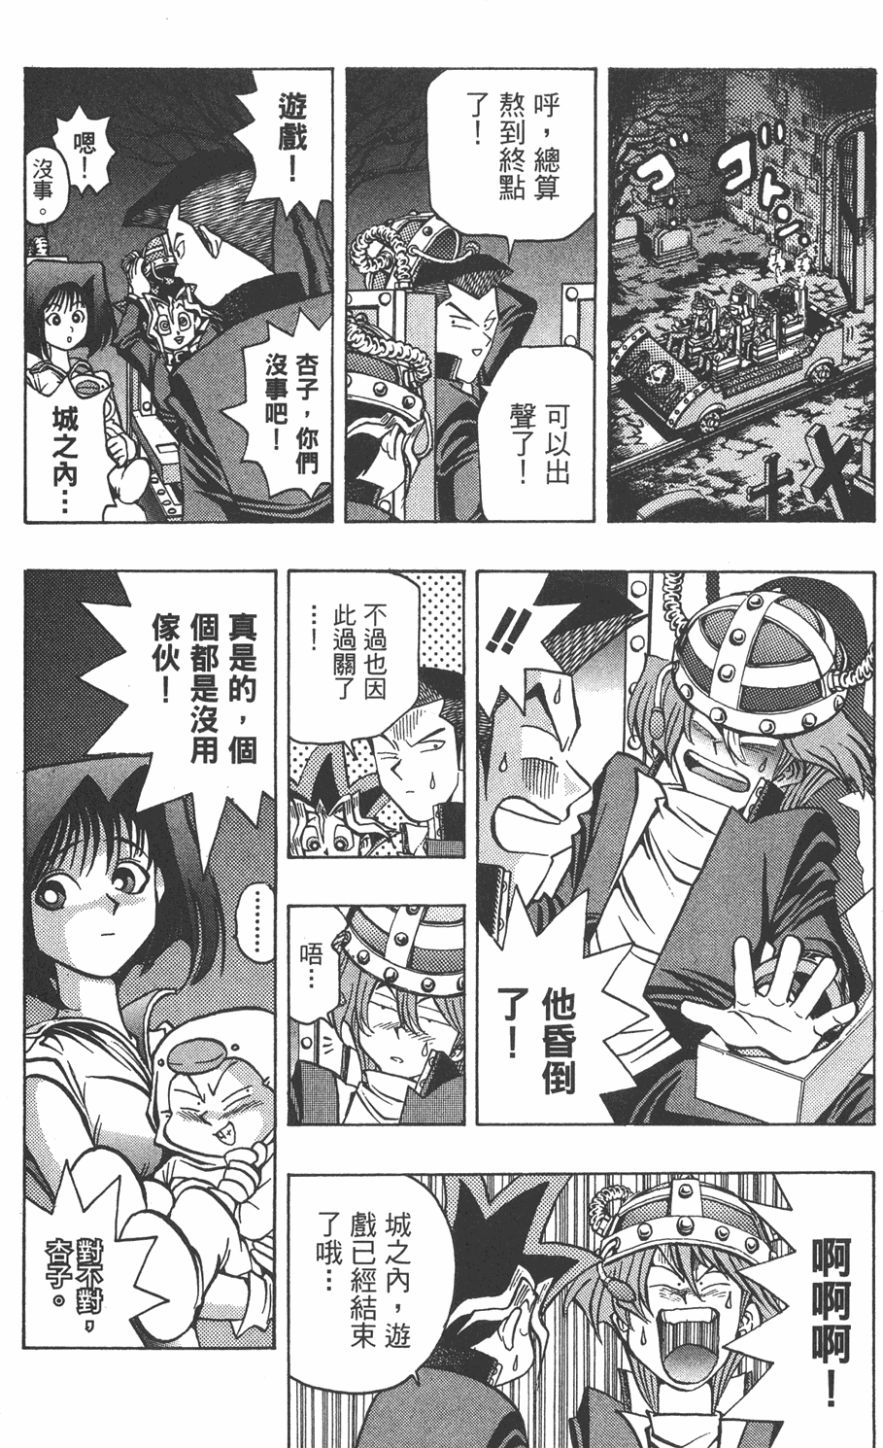 ゴトン
ゴ
呼，總算
熬到終點
了！
可以出
聲了！
遊戲！
杏子，你們
沒事吧！
嗯！
沒事。
城之內…
!!
他昏倒
了！
不過也因
此過關了
…！
唔…
真是的，個
個都是沒用
傢伙！
………
對不對，
杏子。
啊啊啊！
城之內，遊
戲已經結束
了哦…